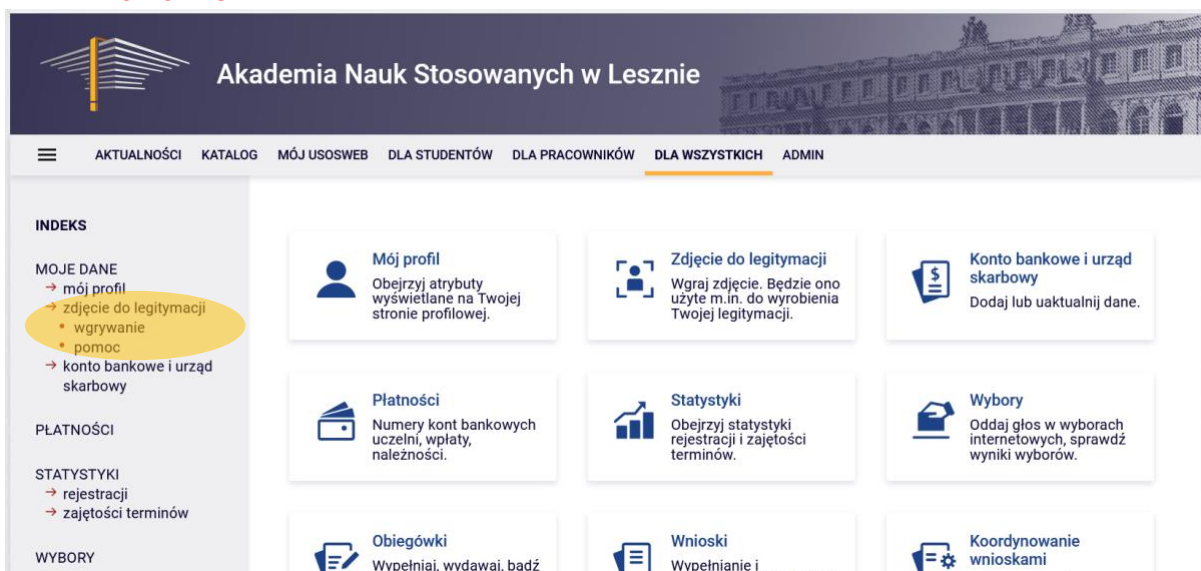 Akademia Nauk Stosowanych w Lesznie
AKTUALNOŚCI KATALOG MÓJ USOSWEB DLA STUDENTÓW DLA PRACOWNIKÓW DLA WSZYSTKICH ADMIN
INDEKS
MOJE DANE
→ mój profil
→ zdjęcie do legitymacji
• wgrywanie
• pomoc
→ konto bankowe i urząd
skarbowy
PŁATNOŚCI
STATYSTYKI
→ rejestracji
→ zajętości terminów
WYBORY
Mój profil
Obejrzyj atrybuty
wyświetlane na Twojej
stronie profilowej.
Zdjęcie do legitymacji
Wgraj zdjęcie. Będzie ono
użyte m.in. do wyrobienia
Twojej legitymacji.
Konto bankowe i urząd
skarbowy
Dodaj lub uaktualnij dane.
Płatności
Numery kont bankowych
uczelni, wpłaty,
należności.
Statystyki
Obejrzyj statystyki
rejestracji i zajętości
terminów.
Wybory
Oddaj głos w wyborach
internetowych, sprawdź
wyniki wyborów.
Obiegówki
Wypełniaj, wydawaj, bądź
Wnioski
Wypełnianie i
Koordynowanie
wnioskami